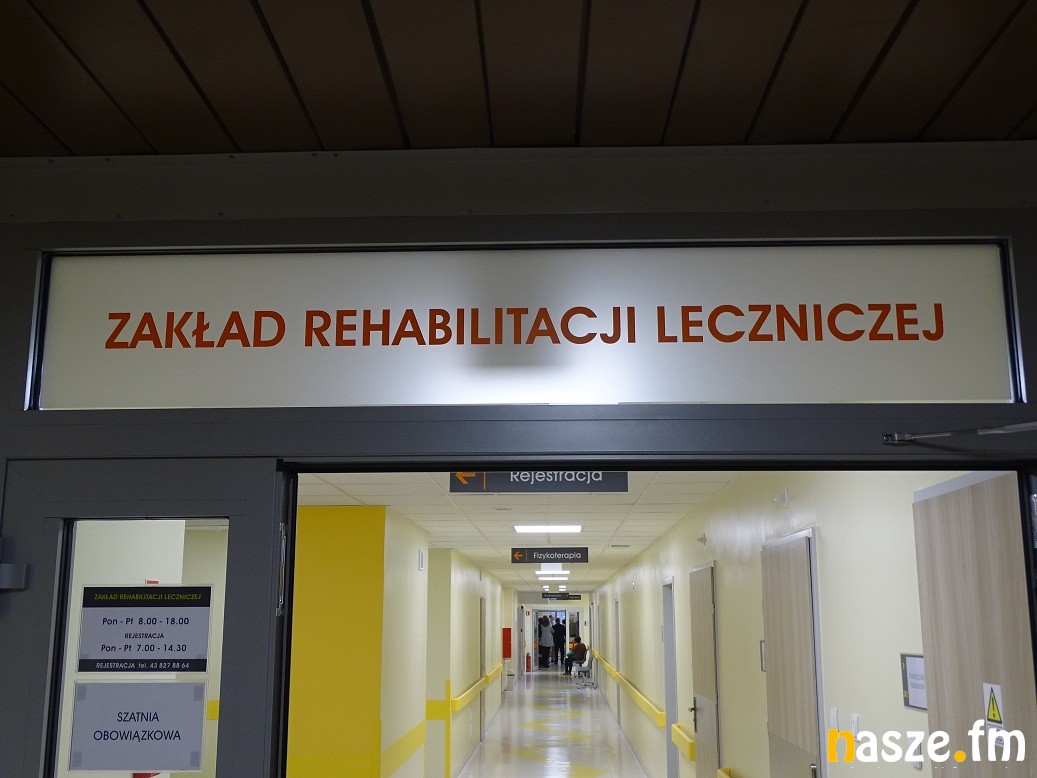 ZAKŁAD REHABILITACJI LECZNICZEJ
Rejestracja
Fizykoterapia
ZAKŁAD REHABILITACJI LECZNICZEJ
Pon - Pt 8.00 - 18.00
REJESTRACJA
Pon - Pt 7.00 - 14.30
REJESTRACJA tel. 43 827 88 64
SZATNIA
OBOWIĄZKOWA
nasze.fm